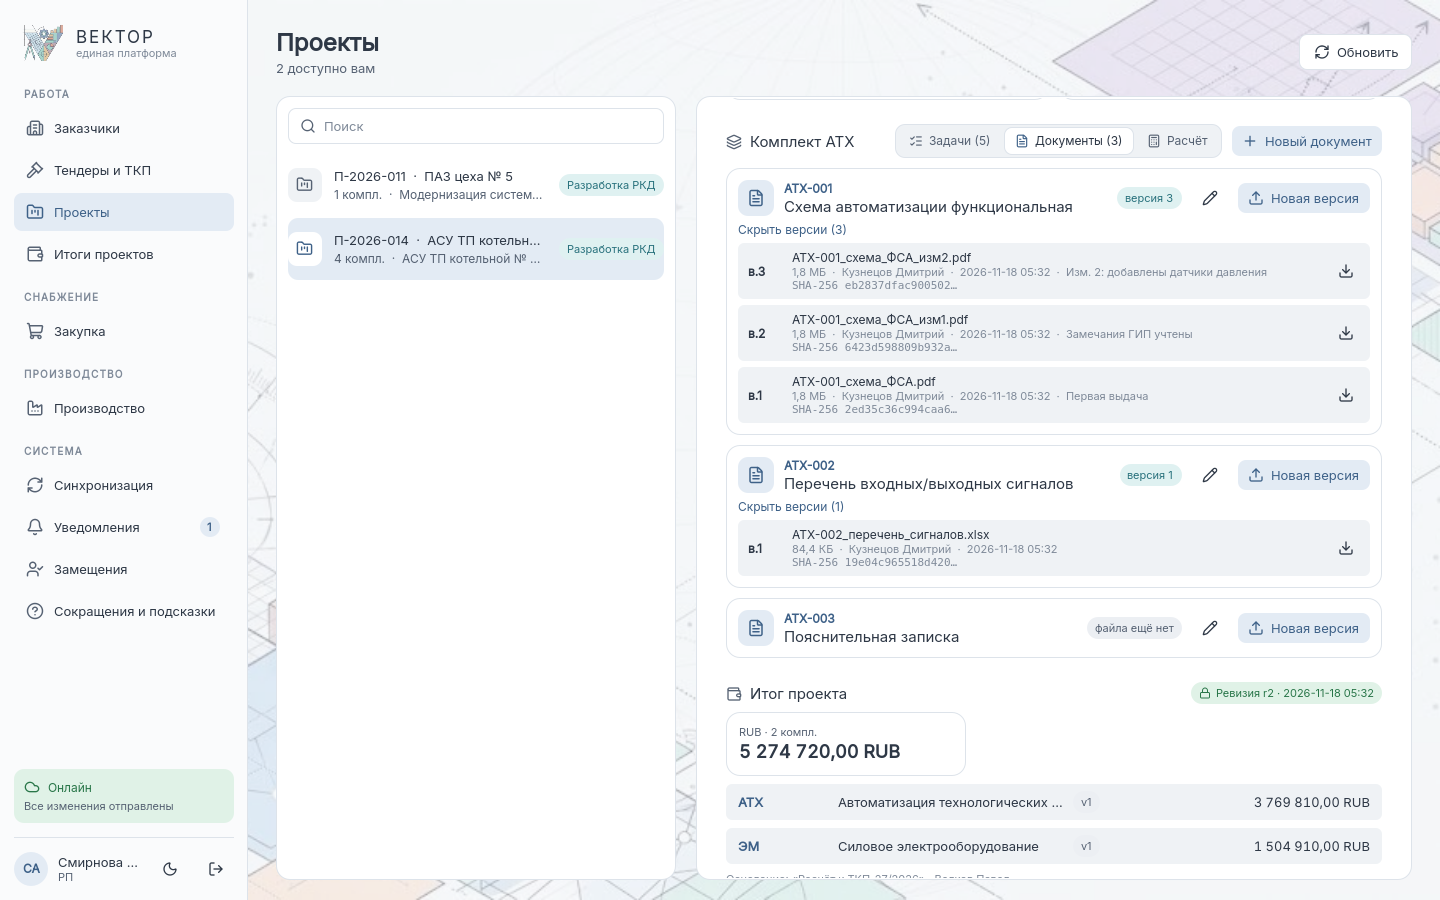 ВЕКТОР
единая платформа
РАБОТА
Заказчики
Тендеры и ТКП
Проекты
Итоги проектов
СНАБЖЕНИЕ
Закупка
ПРОИЗВОДСТВО
Производство
СИСТЕМА
Синхронизация
Уведомления 1
Замещения
Сокращения и подсказки
Онлайн
Все изменения отправлены
СА
Смирнова ...
РП
Проекты
2 доступно вам
Обновить
Поиск
П-2026-011 · ПАЗ цеха № 5
1 компл. · Модернизация систем...
Разработка РКД
П-2026-014 · АСУ ТП котельн...
4 компл. · АСУ ТП котельной № ...
Разработка РКД
Комплект АТХ
Задачи (5)
Документы (3)
Расчёт
Новый документ
АТХ-001
Схема автоматизации функциональная
версия 3
Новая версия
Скрыть версии (3)
в.3
АТХ-001_схема_ФСА_изм2.pdf
1,8 МБ · Кузнецов Дмитрий · 2026-11-18 05:32 · Изм. 2: добавлены датчики давления
SHA-256 eb2837dfac900502…
в.2
АТХ-001_схема_ФСА_изм1.pdf
1,8 МБ · Кузнецов Дмитрий · 2026-11-18 05:32 · Замечания ГИП учтены
SHA-256 6423d598809b932a…
в.1
АТХ-001_схема_ФСА.pdf
1,8 МБ · Кузнецов Дмитрий · 2026-11-18 05:32 · Первая выдача
SHA-256 2ed35c36c994caa6…
АТХ-002
Перечень входных/выходных сигналов
версия 1
Новая версия
Скрыть версии (1)
в.1
АТХ-002_перечень_сигналов.xlsx
84,4 КБ · Кузнецов Дмитрий · 2026-11-18 05:32
SHA-256 19e04c965518d420…
АТХ-003
Пояснительная записка
файла ещё нет
Новая версия
Итог проекта
Ревизия r2 · 2026-11-18 05:32
RUB · 2 компл.
5 274 720,00 RUB
АТХ Автоматизация технологических ... v1 3 769 810,00 RUB
ЭМ Силовое электрооборудование v1 1 504 910,00 RUB